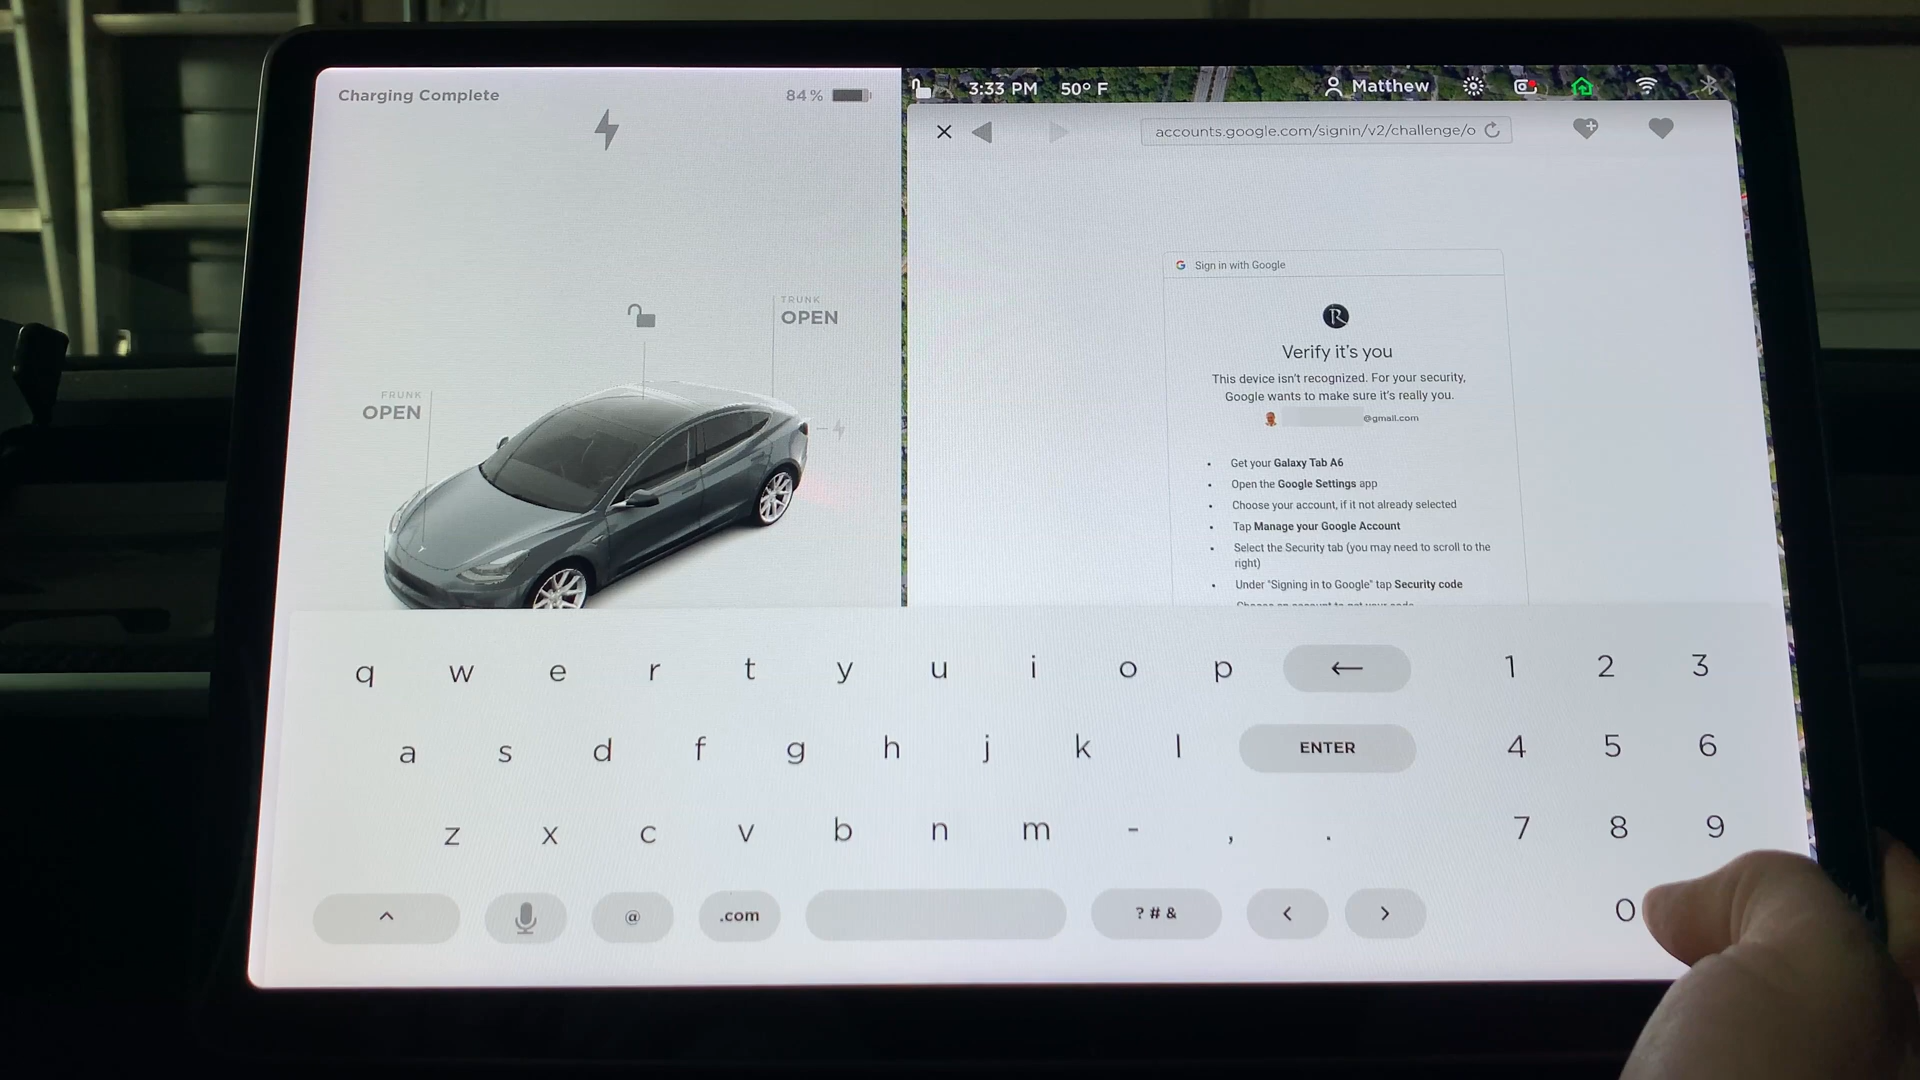 Charging Complete
84 %
3:33 PM 50° F
Matthew
accounts.google.com/signin/v2/challenge/o
G Sign in with Google
R
Verify it's you
This device isn't recognized. For your security,
Google wants to make sure it's really you.
@gmail.com
• Get your Galaxy Tab A6
• Open the Google Settings app
• Choose your account, if it not already selected
• Tap Manage your Google Account
• Select the Security tab (you may need to scroll to the
right)
• Under "Signing in to Google" tap Security code
TRUNK
OPEN
FRUNK
OPEN
q w e r t y u i o p ← 1 2 3
a s d f g h j k l ENTER 4 5 6
z x c v b n m - , . 7 8 9
^ @ .com ? # & < > 0